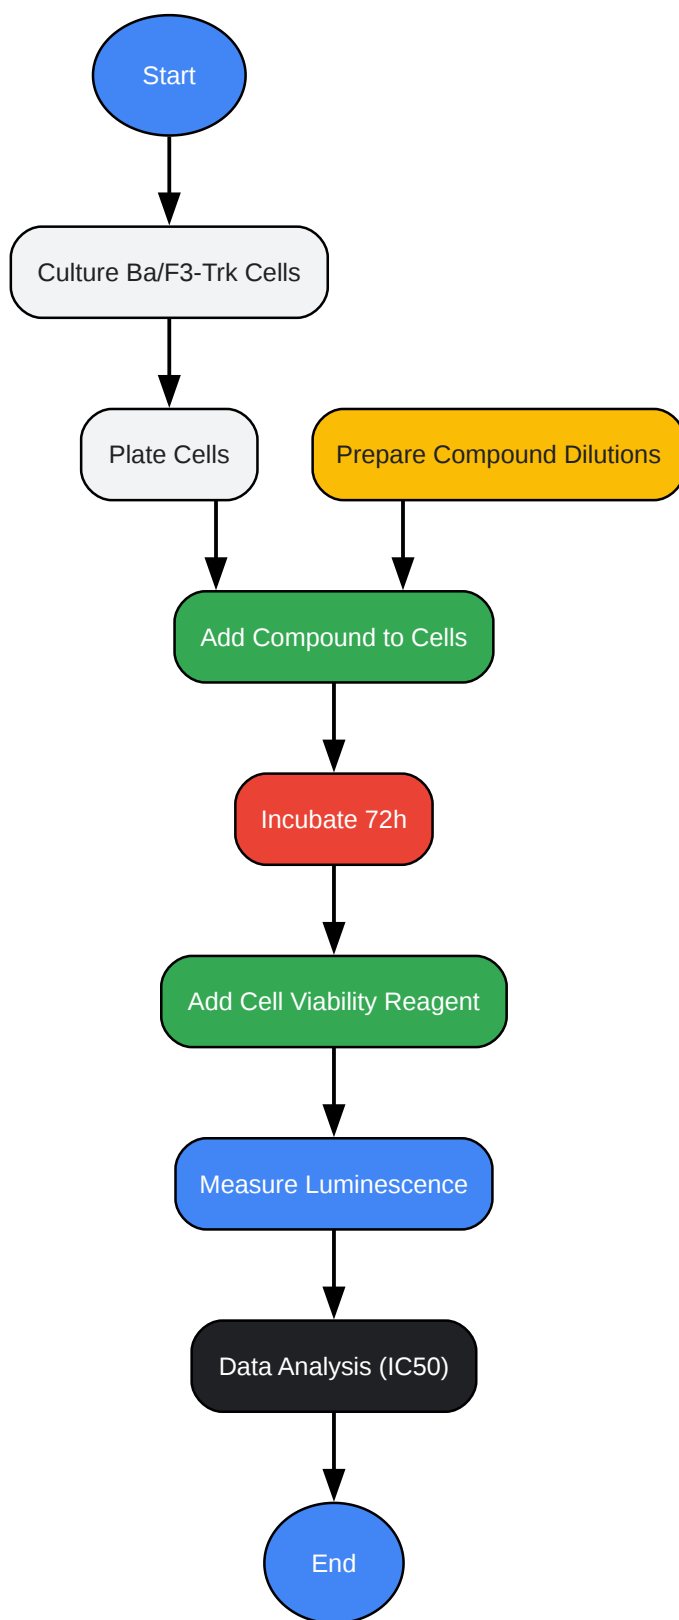 Start
Culture Ba/F3-Trk Cells
Plate Cells
Prepare Compound Dilutions
Add Compound to Cells
Incubate 72h
Add Cell Viability Reagent
Measure Luminescence
Data Analysis (IC50)
End